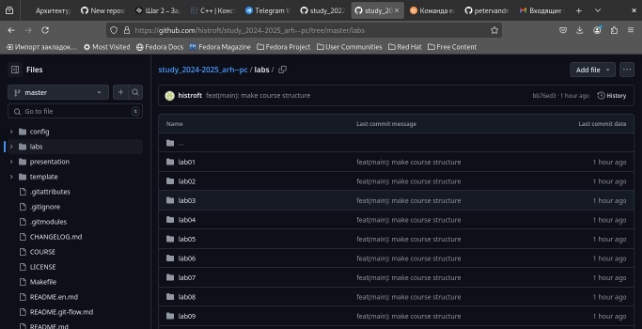 Архитекту
New repos
Шаг 2 – За
C++ | Конс
Telegram W
study_202
study_20
Команда e
petervanc
Входящие
https://github.com/histroft/study_2024-2025_arh--pc/tree/master/labs
Импорт закладок...
Most Visited
Fedora Docs
Fedora Magazine
Fedora Project
User Communities
Red Hat
Free Content
Files
study_2024-2025_arh--pc / labs /
Add file
master
histroft feat(main): make course structure
1 hour ago
History
Go to file
t
Name Last commit message Last commit date
config
..
labs
lab01 feat(main): make course structure 1 hour ago
presentation
lab02 feat(main): make course structure 1 hour ago
template
.gitattributes
lab03 feat(main): make course structure 1 hour ago
.gitignore
lab04 feat(main): make course structure 1 hour ago
.gitmodules
CHANGELOG.md
lab05 feat(main): make course structure 1 hour ago
COURSE
lab06 feat(main): make course structure 1 hour ago
LICENSE
lab07 feat(main): make course structure 1 hour ago
Makefile
README.en.md
lab08 feat(main): make course structure 1 hour ago
README.git-flow.md
lab09 feat(main): make course structure 1 hour ago
README.md